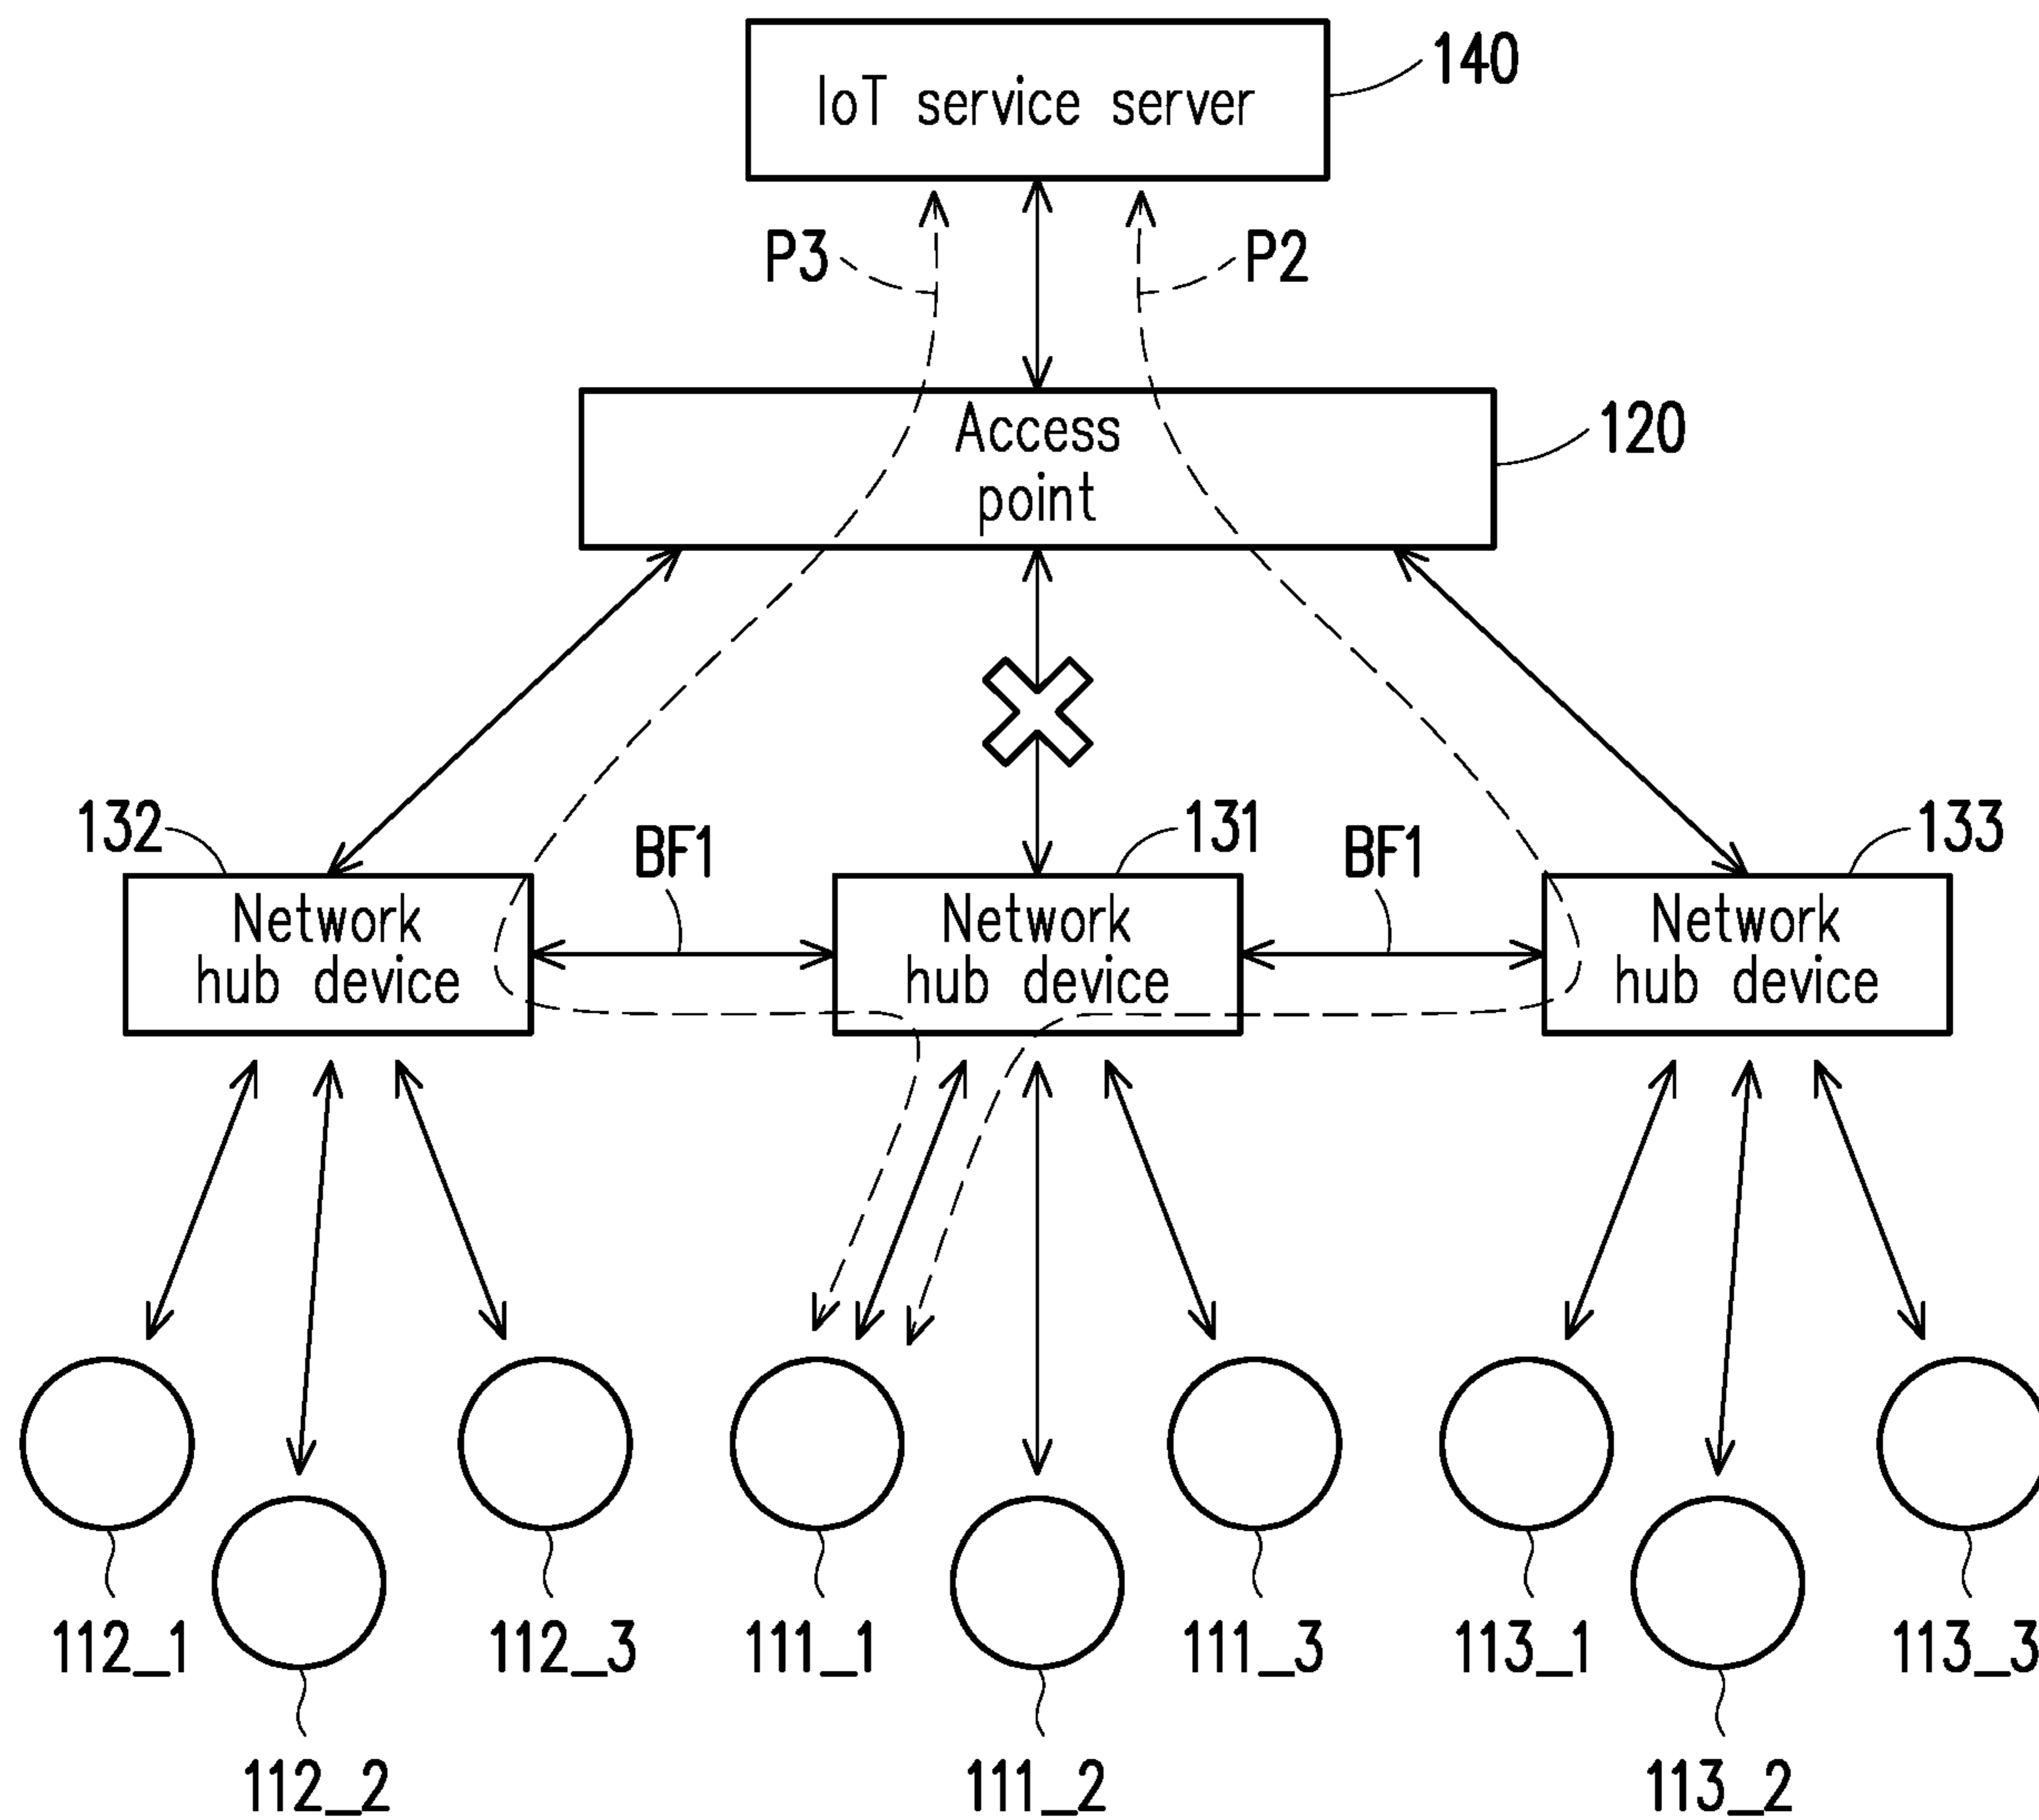 140
IoT service server
P3
P2
Access
point
120
132
BF1
131
BF1
133
Network
hub device
Network
hub device
Network
hub device
112_1
112_3
111_1
111_3
113_1
113_3
112_2
111_2
113_2